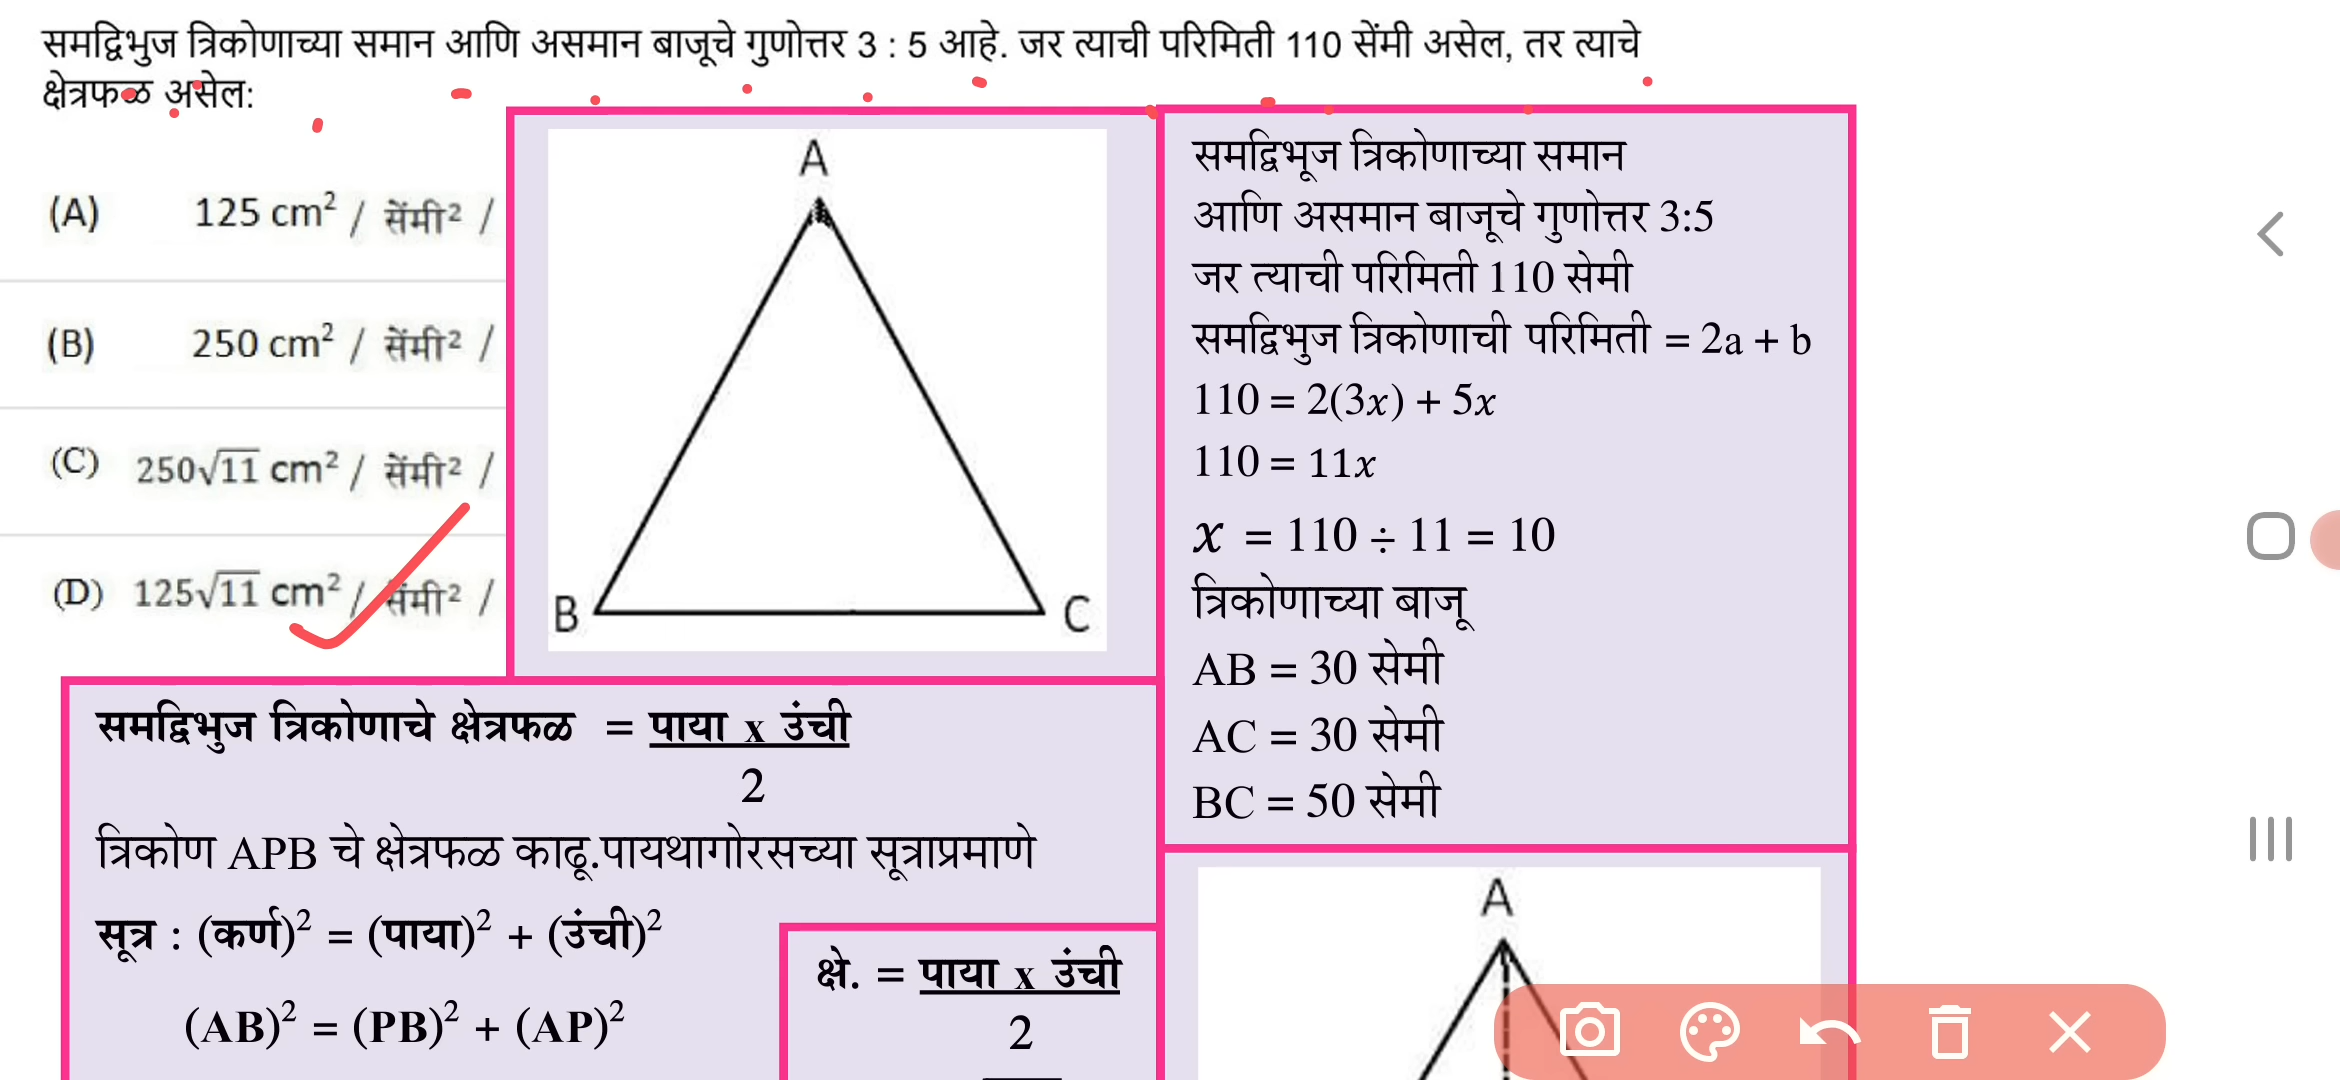 समद्विभुज त्रिकोणाच्या समान आणि असमान बाजूचे गुणोत्तर 3 : 5 आहे. जर त्याची परिमिती 110 सेंमी असेल, तर त्याचे
क्षेत्रफळ असेल:
(A) 125 cm² / सेंमी² /
(B) 250 cm² / सेंमी² /
(C) 250√11 cm² / सेंमी² /
(D) 125√11 cm² / सेंमी² /
A
B
C
समद्विभूज त्रिकोणाच्या समान
आणि असमान बाजूचे गुणोत्तर 3:5
जर त्याची परिमिती 110 सेमी
समद्विभुज त्रिकोणाची परिमिती = 2a + b
110 = 2(3x) + 5x
110 = 11x
x = 110 ÷ 11 = 10
त्रिकोणाच्या बाजू
AB = 30 सेमी
AC = 30 सेमी
BC = 50 सेमी
समद्विभुज त्रिकोणाचे क्षेत्रफळ = पाया x उंची
2
त्रिकोण APB चे क्षेत्रफळ काढू.पायथागोरसच्या सूत्राप्रमाणे
सूत्र : (कर्ण)² = (पाया)² + (उंची)²
(AB)² = (PB)² + (AP)²
क्षे. = पाया x उंची
2
A